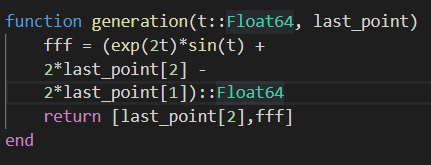 function generation(t::Float64, last_point)
    fff = (exp(2t)*sin(t) +
    2*last_point[2] -
    2*last_point[1])::Float64
    return [last_point[2],fff]
end